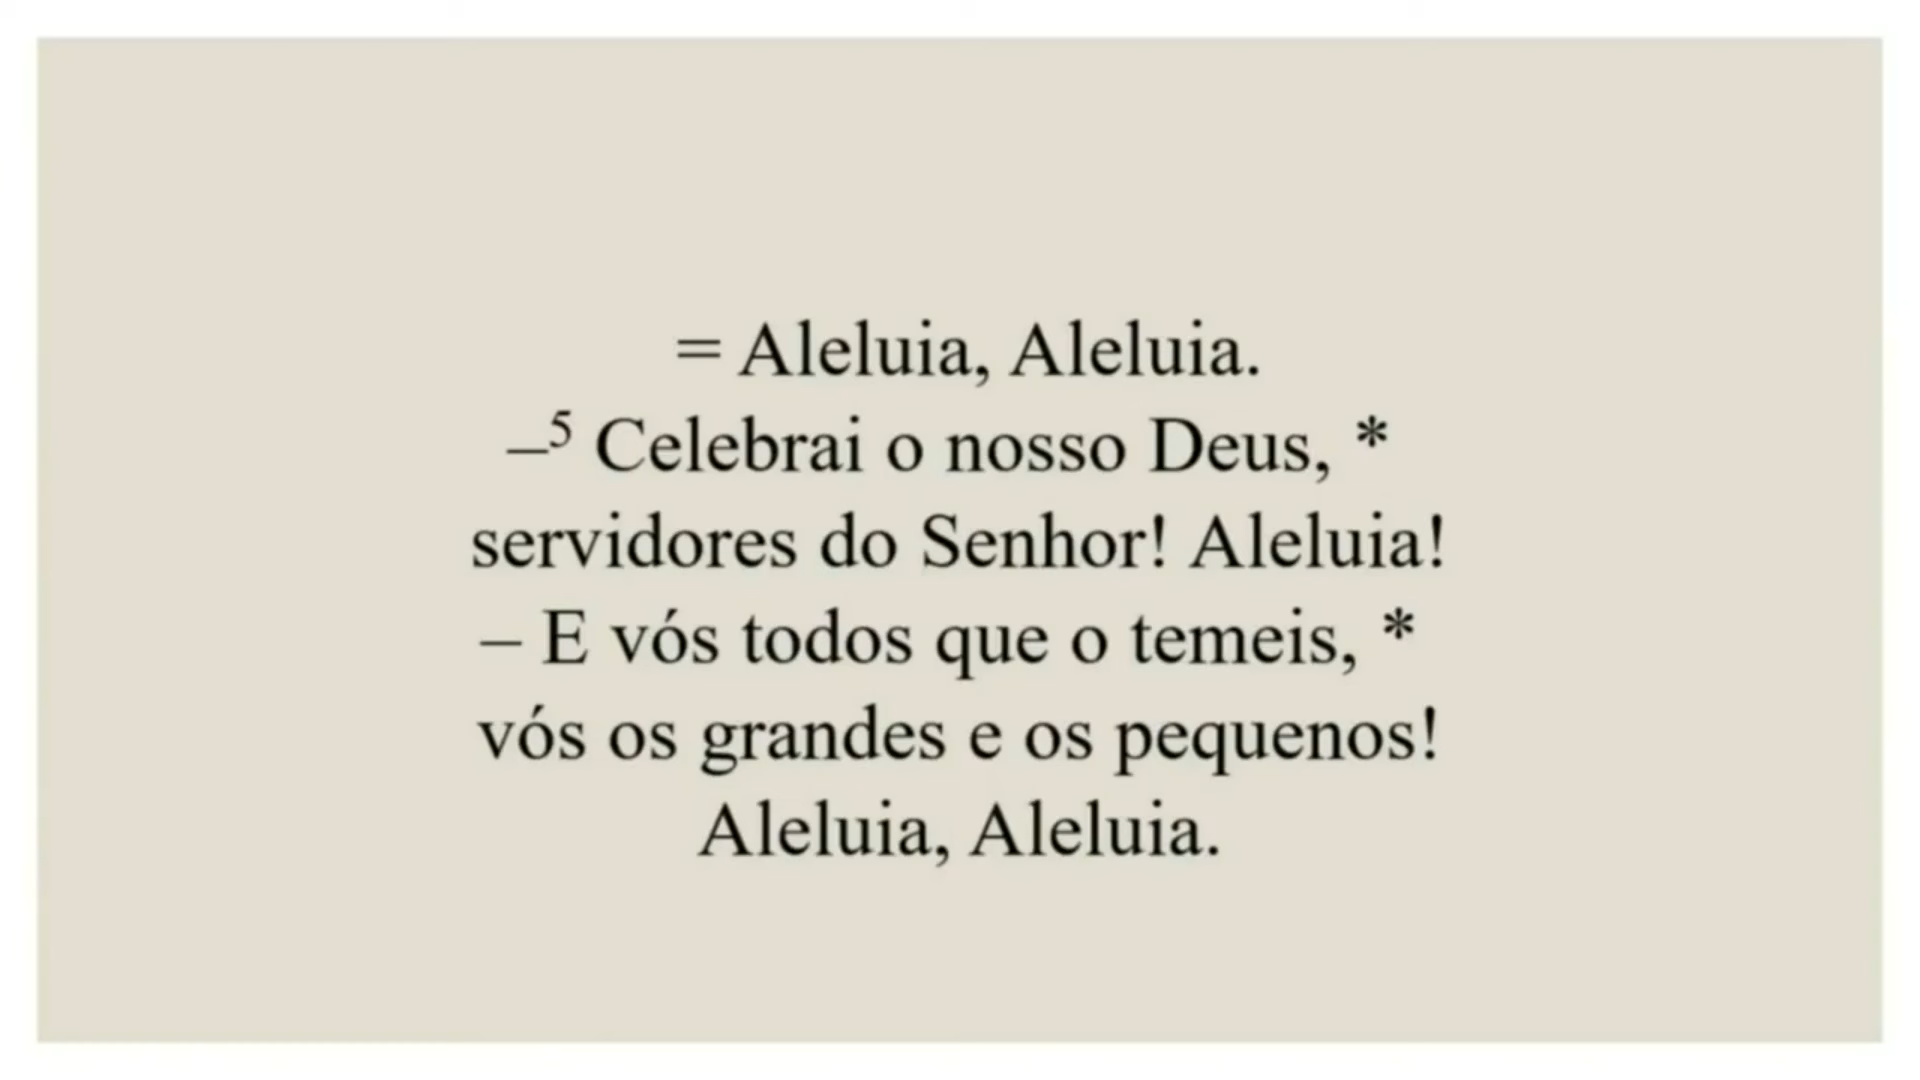 = Aleluia, Aleluia.
–⁵ Celebrai o nosso Deus, *
servidores do Senhor! Aleluia!
– E vós todos que o temeis, *
vós os grandes e os pequenos!
Aleluia, Aleluia.